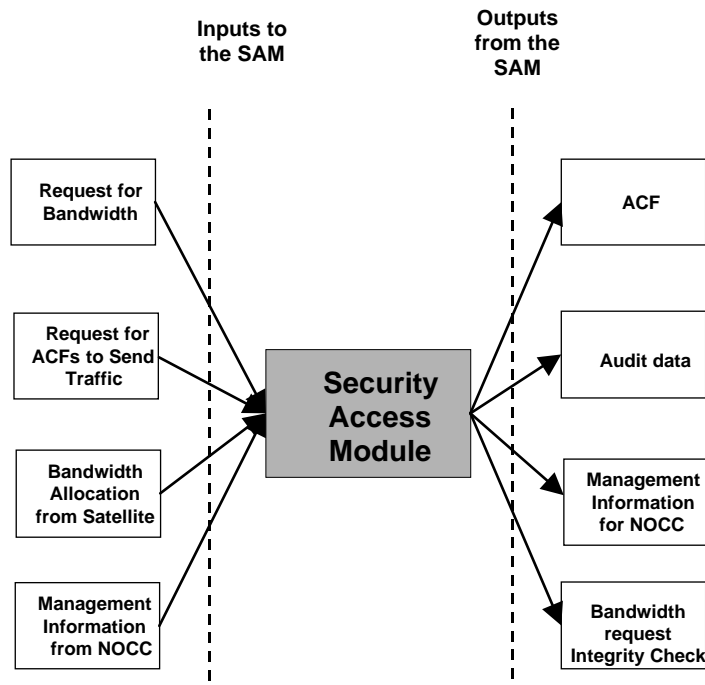 Inputs to
the SAM
Outputs
from the
SAM
Request for
Bandwidth
Request for
ACFs to Send
Traffic
Bandwidth
Allocation
from Satellite
Management
Information
from NOCC
Security
Access
Module
ACF
Audit data
Management
Information
for NOCC
Bandwidth
request
Integrity Check